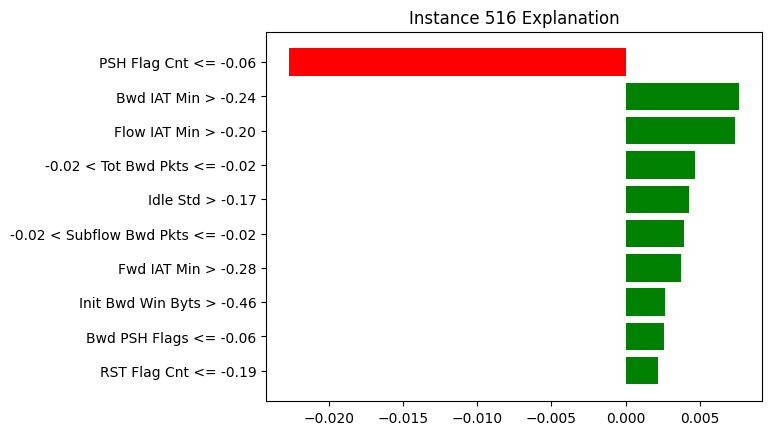 Instance 516 Explanation
PSH Flag Cnt <= -0.06
Bwd IAT Min > -0.24
Flow IAT Min > -0.20
-0.02 < Tot Bwd Pkts <= -0.02
Idle Std > -0.17
-0.02 < Subflow Bwd Pkts <= -0.02
Fwd IAT Min > -0.28
Init Bwd Win Byts > -0.46
Bwd PSH Flags <= -0.06
RST Flag Cnt <= -0.19
−0.020 −0.015 −0.010 −0.005 0.000 0.005